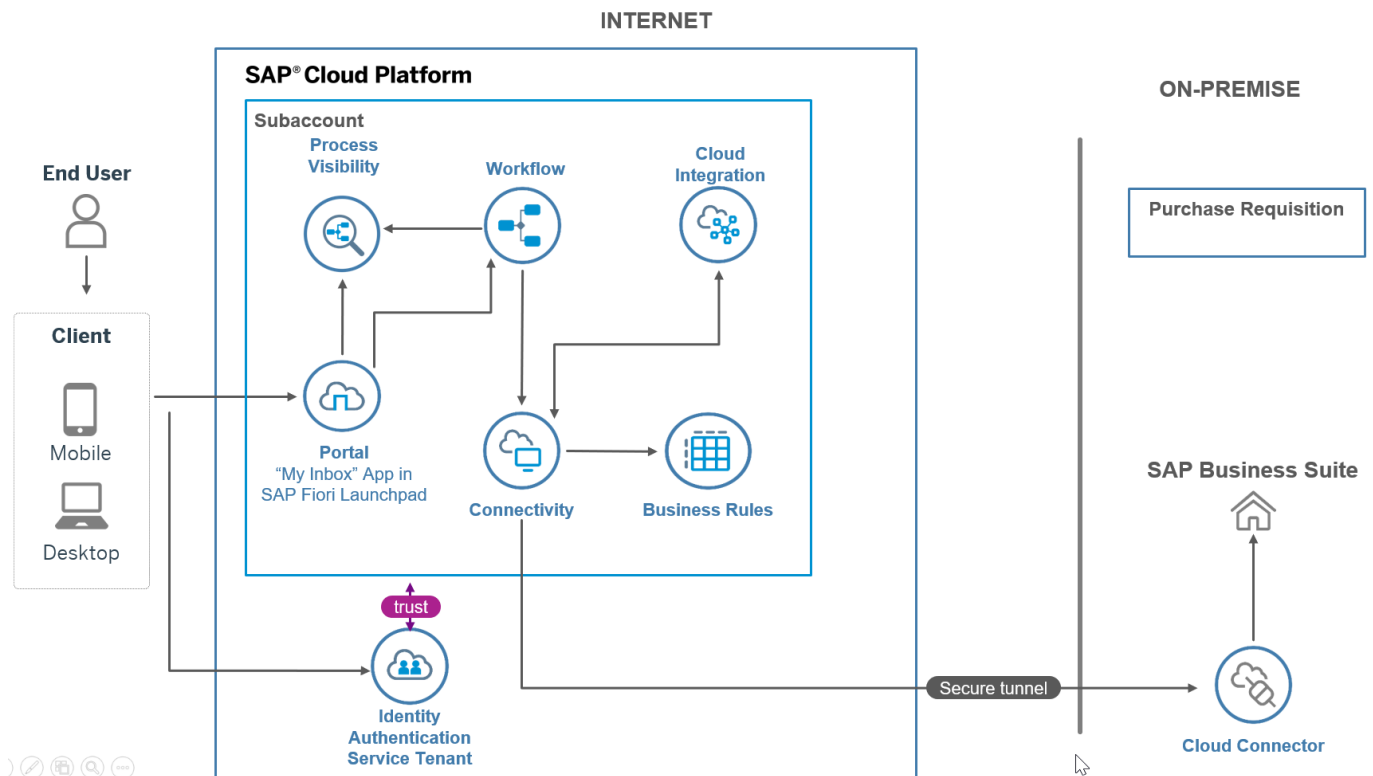 INTERNET
SAP® Cloud Platform
ON-PREMISE
Subaccount
Process
Visibility
Workflow
Cloud
Integration
End User
Purchase Requisition
Client
Mobile
Desktop
Portal
“My Inbox” App in
SAP Fiori Launchpad
Connectivity
Business Rules
SAP Business Suite
trust
Identity
Authentication
Service Tenant
Secure tunnel
Cloud Connector